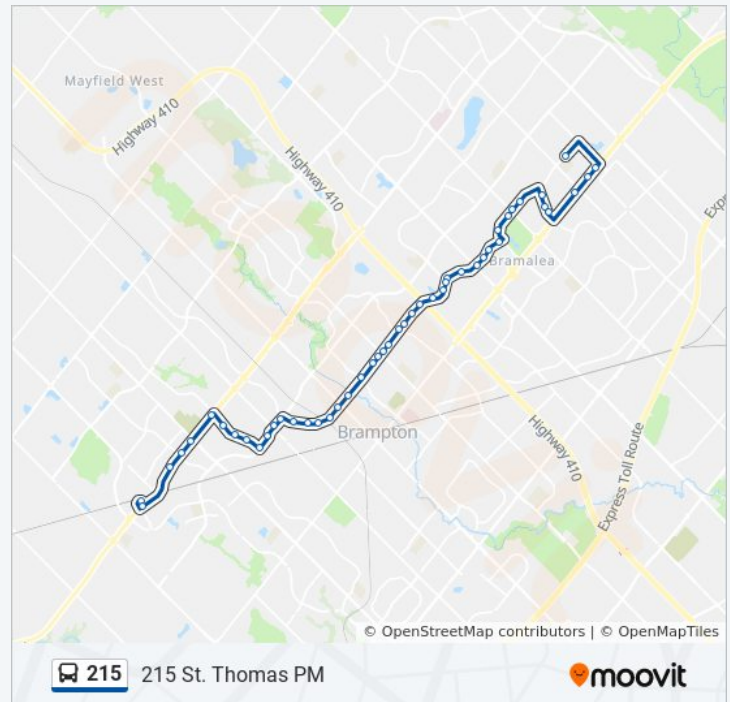 Mayfield West
Highway 410
Highway 410
Expr
Bramalea
Brampton
Highway 410
Express Toll Route
© OpenStreetMap contributors | © OpenMapTiles
215 215 St. Thomas PM moovit